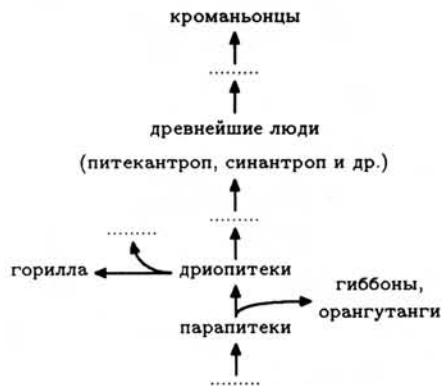 кроманьонцы
..........
древнейшие люди
(питекантроп, синантроп и др.)
..........
..........
горилла
дриопитеки
гиббоны,
орангутанги
парапитеки
..........